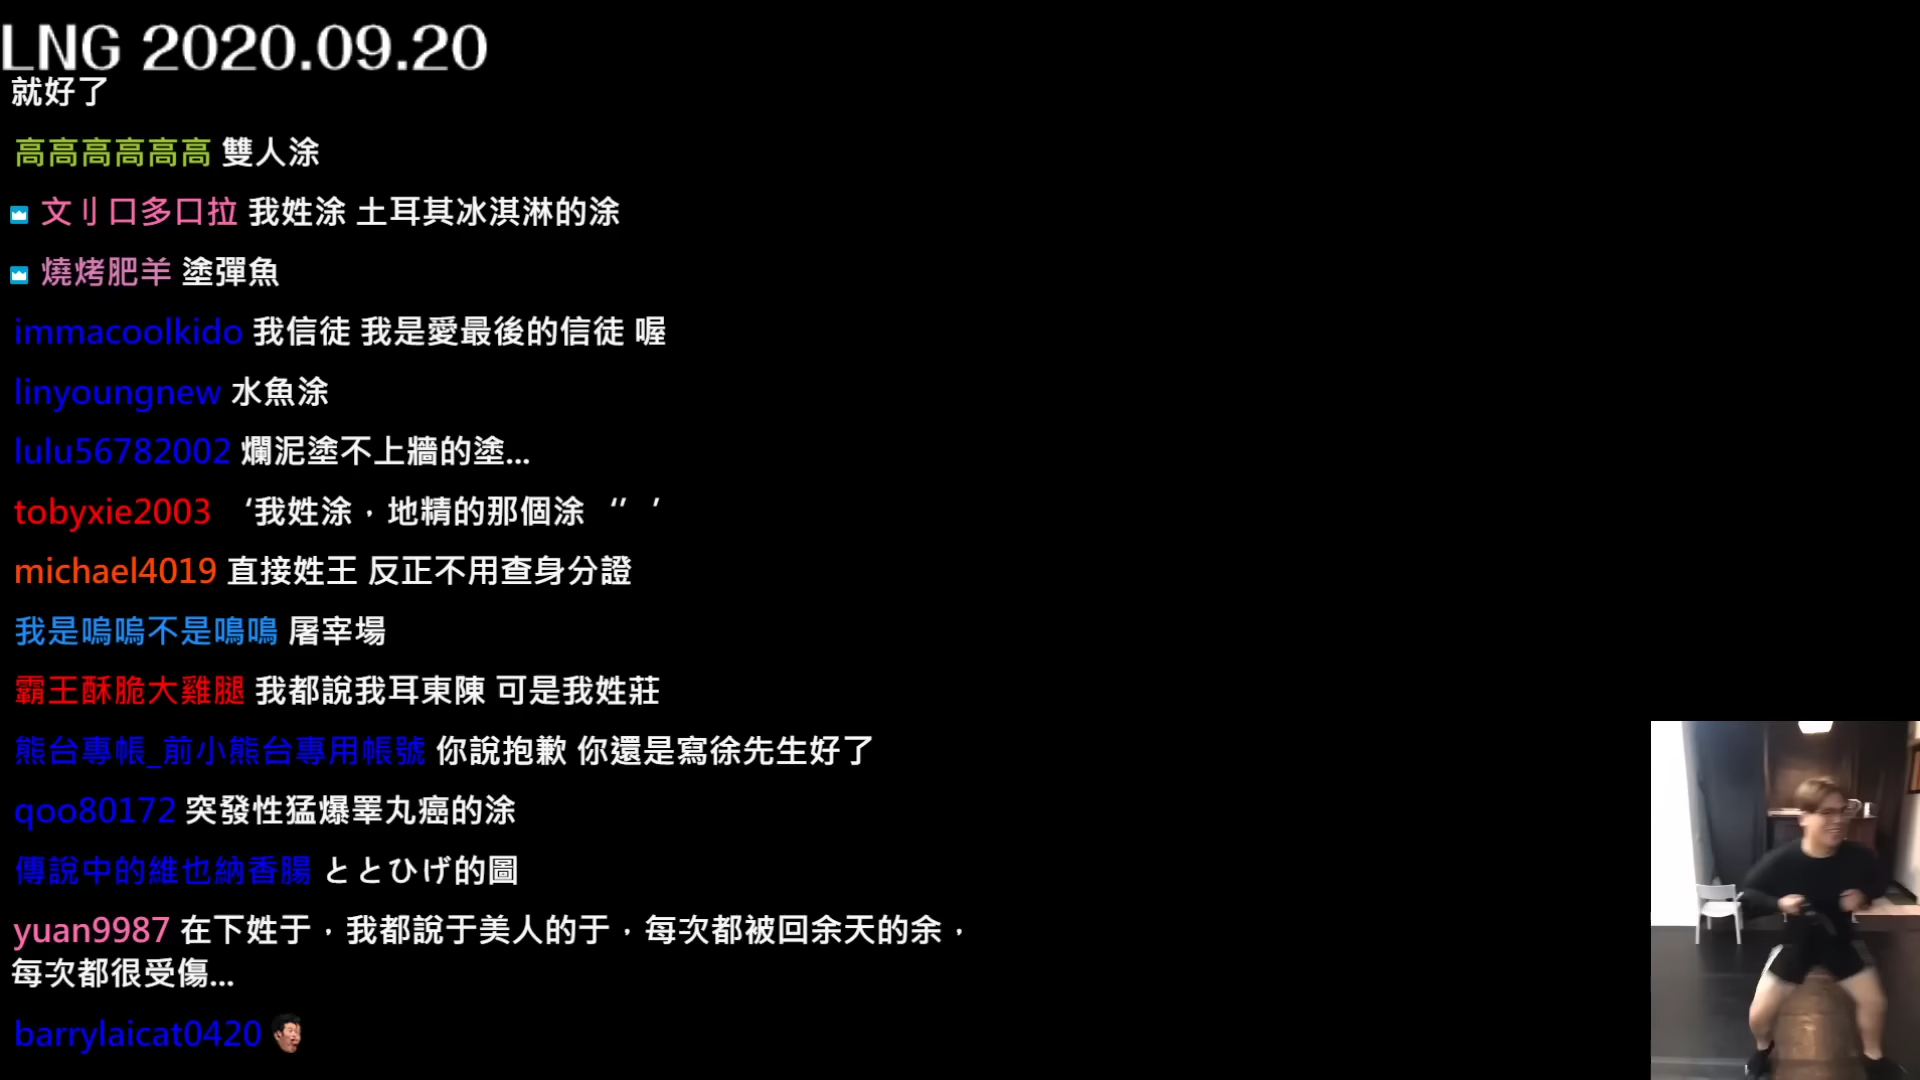 LNG 2020.09.20
就好了
高高高高高高 雙人涂
文刂口多口拉 我姓涂 土耳其冰淇淋的涂
燒烤肥羊 塗彈魚
immacoolkido 我信徒 我是愛最後的信徒 喔
linyoungnew 水魚涂
lulu56782002 爛泥塗不上牆的塗...
tobyxie2003 ‘我姓涂，地精的那個涂 “ ’
michael4019 直接姓王 反正不用查身分證
我是嗚嗚不是鳴鳴 屠宰場
霸王酥脆大雞腿 我都說我耳東陳 可是我姓莊
熊台專帳_前小熊台專用帳號 你說抱歉 你還是寫徐先生好了
qoo80172 突發性猛爆睪丸癌的涂
傳說中的維也納香腸 ととひげ的圖
yuan9987 在下姓于，我都說于美人的于，每次都被回余天的余，
每次都很受傷...
barrylaicat0420